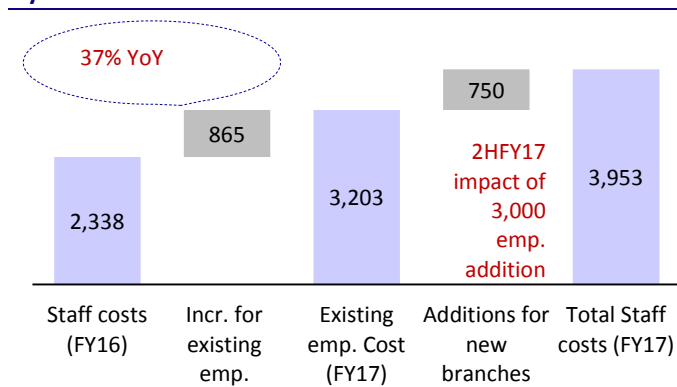 37% YoY
750
865
2HFY17
impact of
3,000
emp.
addition
3,953
3,203
2,338
Staff costs
(FY16)
Incr. for
existing
emp.
Existing
emp. Cost
(FY17)
Additions for
new
branches
Total Staff
costs (FY17)